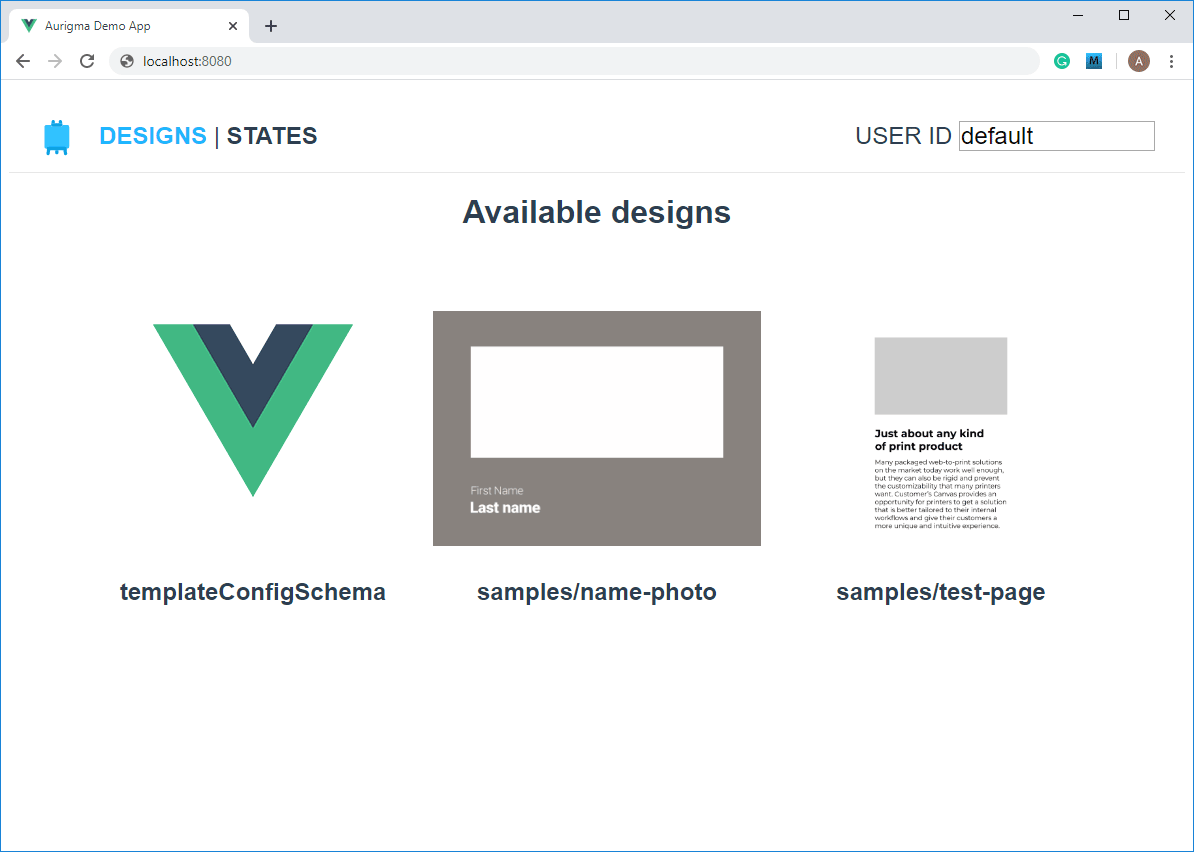 Aurigma Demo App
localhost:8080
A
M
DESIGNS | STATES
USER ID default
Available designs
First Name
Last name
Just about any kind
of print product
Many packaged web-to-print solutions
on the market today work well enough,
but they can also be rigid and prevent
the customizability that many printers
want. Customer's Canvas provides an
opportunity for printers to get a solution
that is better tailored to their internal
workflows and give their customers a
more unique and intuitive experience.
templateConfigSchema
samples/name-photo
samples/test-page